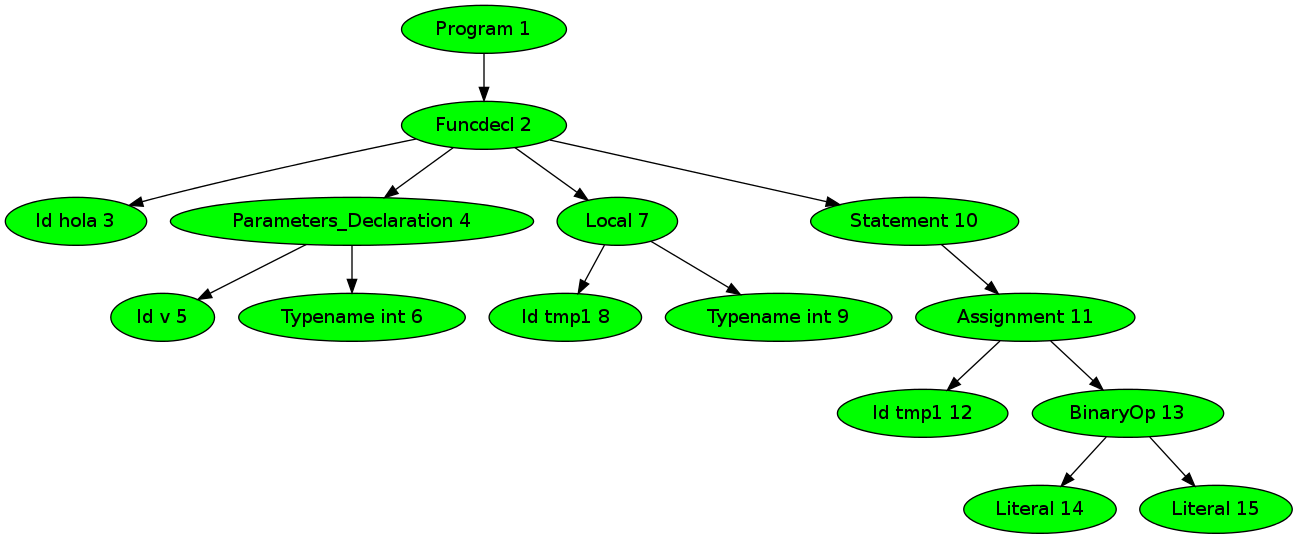 Program 1
Funcdecl 2
Id hola 3
Parameters_Declaration 4
Local 7
Statement 10
Id v 5
Typename int 6
Id tmp1 8
Typename int 9
Assignment 11
Id tmp1 12
BinaryOp 13
Literal 14
Literal 15